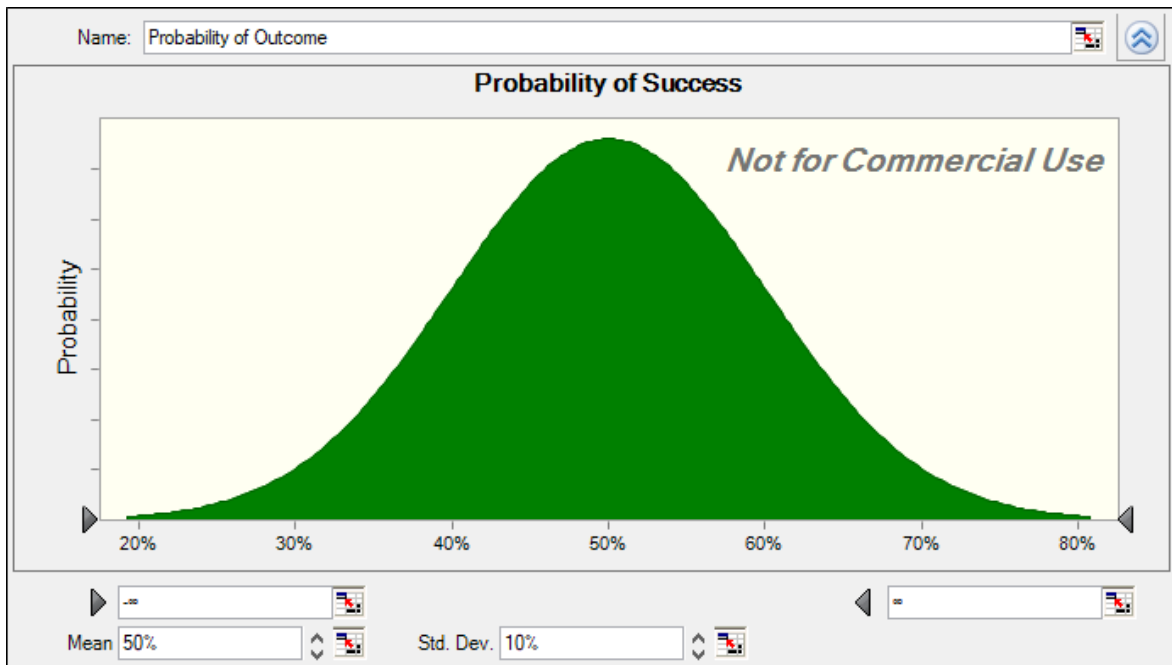 Name: Probability of Outcome
Probability of Success
Not for Commercial Use
Probability
20% 30% 40% 50% 60% 70% 80%
-∞ ∞
Mean 50% Std. Dev. 10%